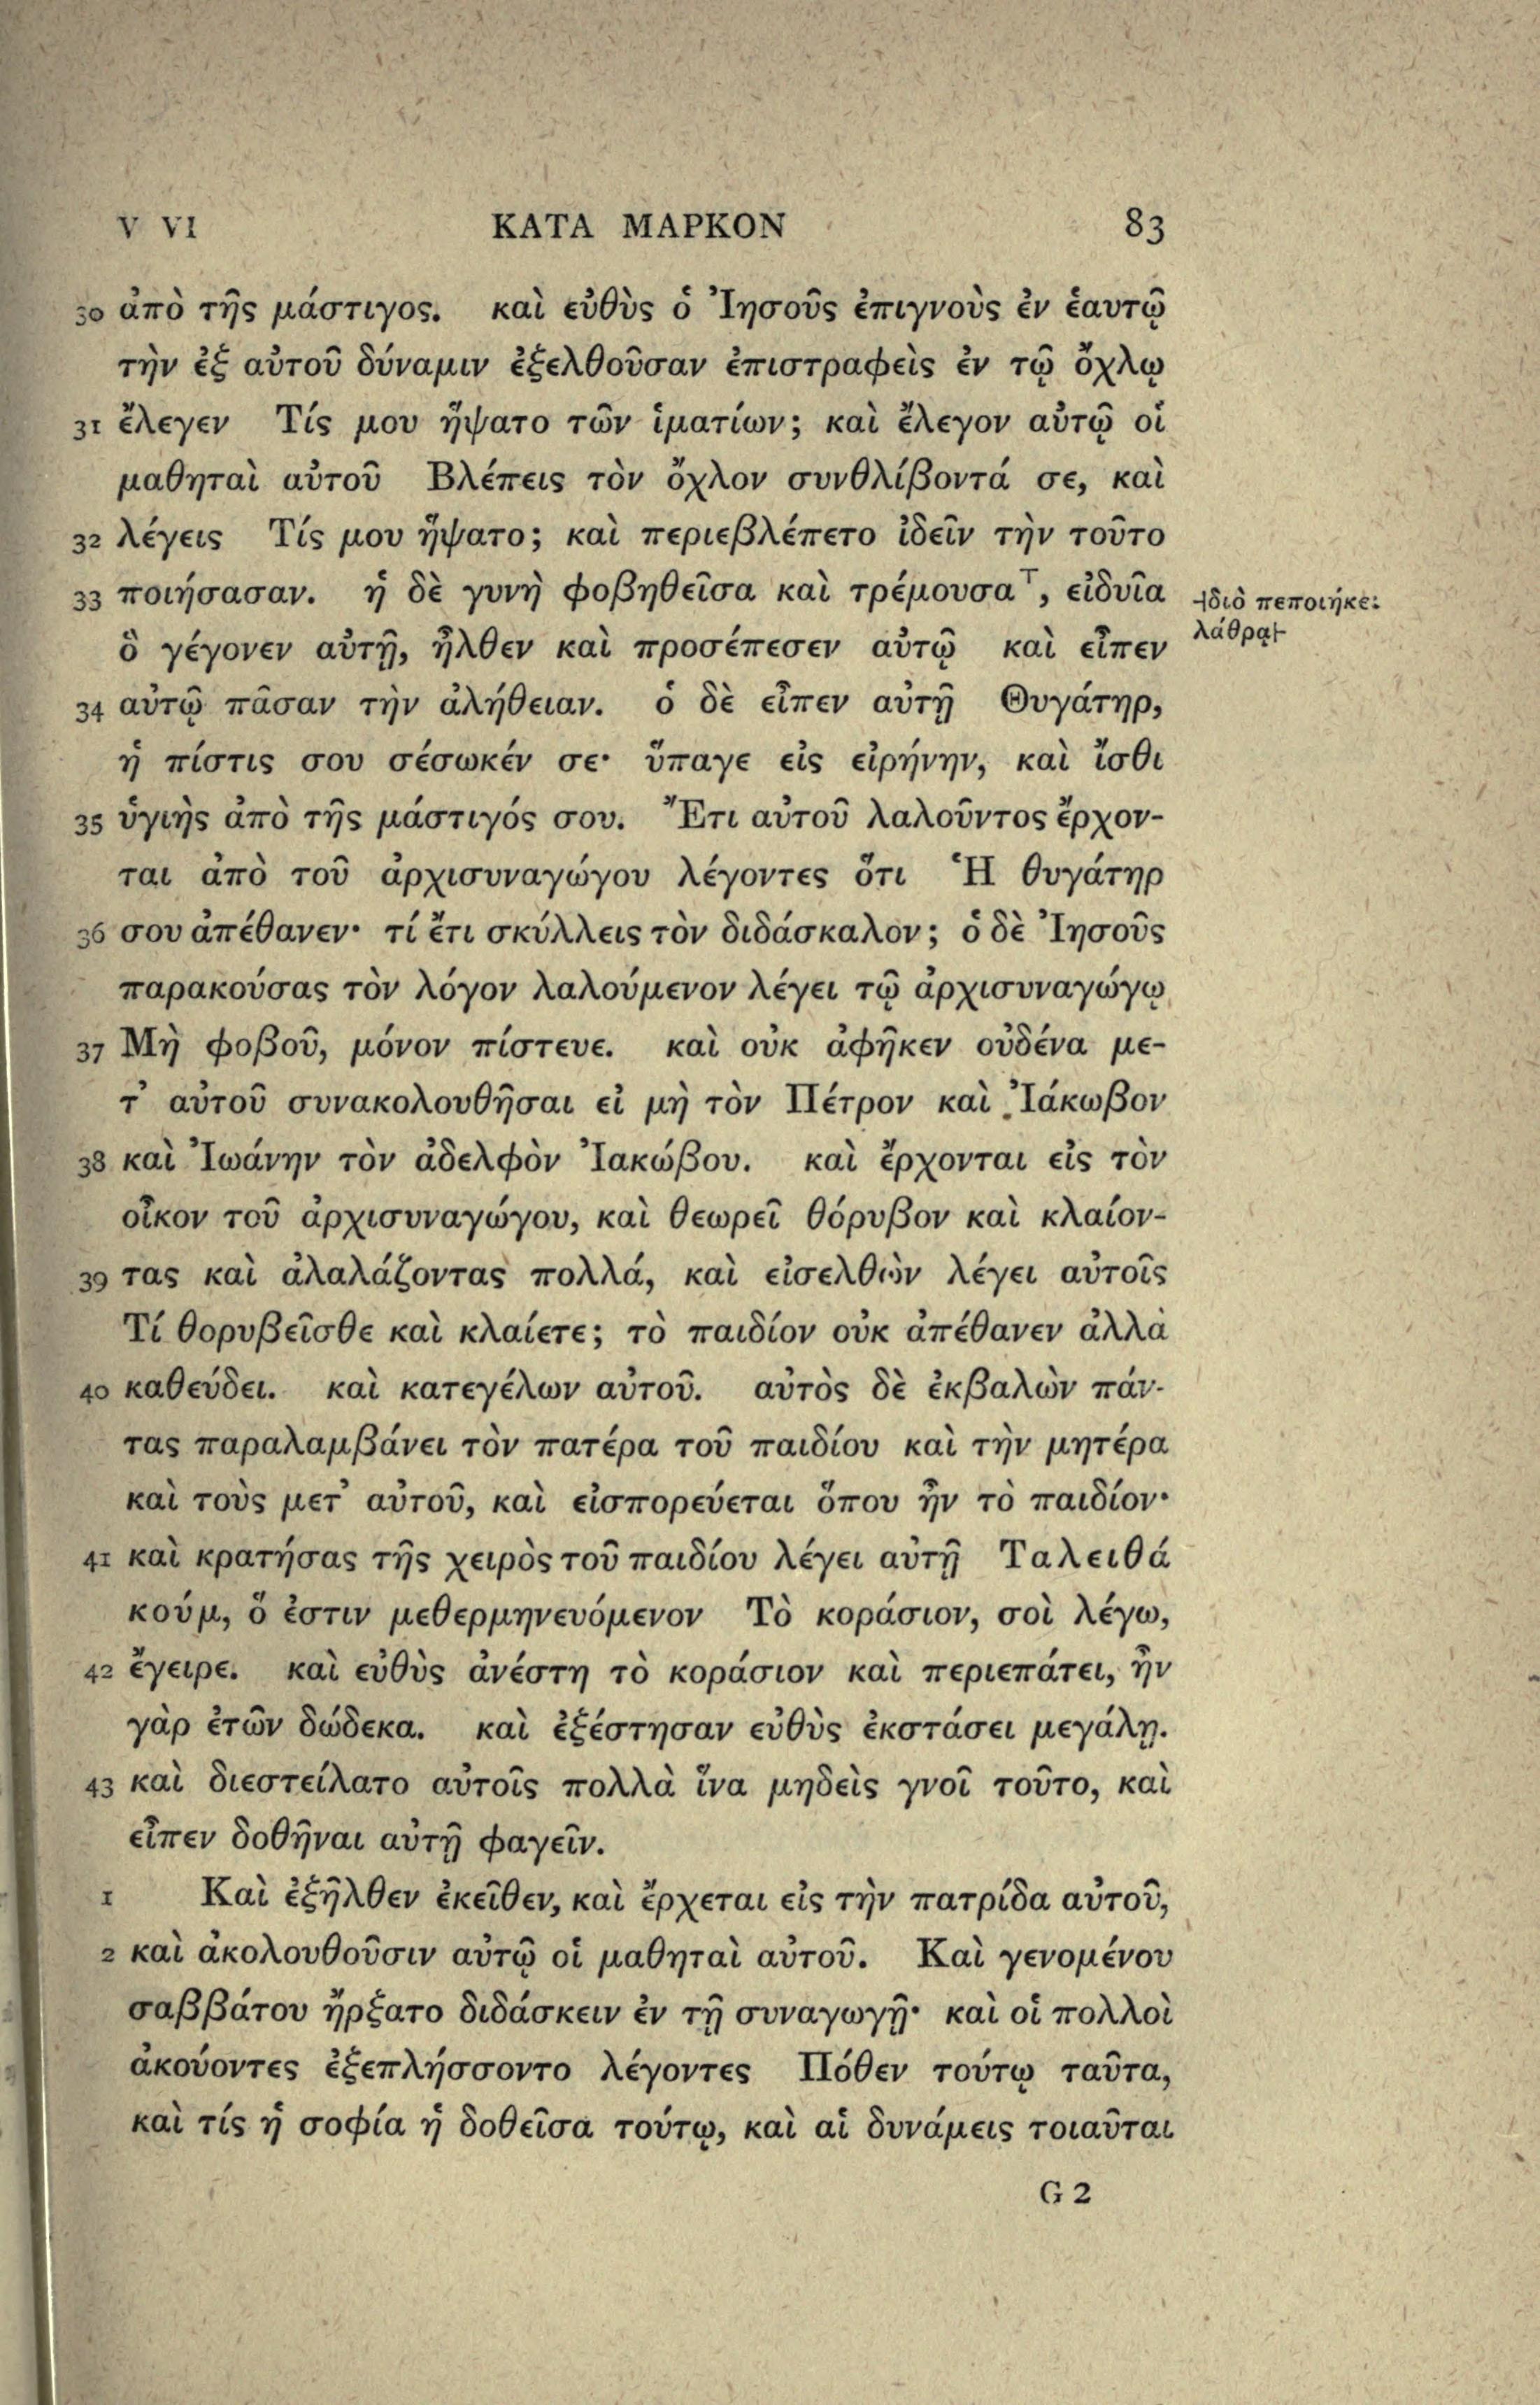 V VI ΚΑΤΑ ΜΑΡΚΟΝ 83
30 ἀπὸ τῆς μάστιγος. καὶ εὐθὺς ὁ Ἰησοῦς ἐπιγνοὺς ἐν ἑαυτῷ
τὴν ἐξ αὐτοῦ δύναμιν ἐξελθοῦσαν ἐπιστραφεὶς ἐν τῷ ὄχλῳ
31 ἔλεγεν Τίς μου ἥψατο τῶν ἱματίων; καὶ ἔλεγον αὐτῷ οἱ
μαθηταὶ αὐτοῦ Βλέπεις τὸν ὄχλον συνθλίβοντά σε, καὶ
32 λέγεις Τίς μου ἥψατο; καὶ περιεβλέπετο ἰδεῖν τὴν τοῦτο
33 ποιήσασαν. ἡ δὲ γυνὴ φοβηθεῖσα καὶ τρέμουσα⊤, εἰδυῖα
ὃ γέγονεν αὐτῇ, ἦλθεν καὶ προσέπεσεν αὐτῷ καὶ εἶπεν
34 αὐτῷ πᾶσαν τὴν ἀλήθειαν. ὁ δὲ εἶπεν αὐτῇ Θυγάτηρ,
ἡ πίστις σου σέσωκέν σε· ὕπαγε εἰς εἰρήνην, καὶ ἴσθι
35 ὑγιὴς ἀπὸ τῆς μάστιγός σου. Ἔτι αὐτοῦ λαλοῦντος ἔρχον-
ται ἀπὸ τοῦ ἀρχισυναγώγου λέγοντες ὅτι Ἡ θυγάτηρ
36 σου ἀπέθανεν· τί ἔτι σκύλλεις τὸν διδάσκαλον; ὁ δὲ Ἰησοῦς
παρακούσας τὸν λόγον λαλούμενον λέγει τῷ ἀρχισυναγώγῳ
37 Μὴ φοβοῦ, μόνον πίστευε. καὶ οὐκ ἀφῆκεν οὐδένα με-
τ᾽ αὐτοῦ συνακολουθῆσαι εἰ μὴ τὸν Πέτρον καὶ Ἰάκωβον
38 καὶ Ἰωάνην τὸν ἀδελφὸν Ἰακώβου. καὶ ἔρχονται εἰς τὸν
οἶκον τοῦ ἀρχισυναγώγου, καὶ θεωρεῖ θόρυβον καὶ κλαίον-
39 τας καὶ ἀλαλάζοντας πολλά, καὶ εἰσελθὼν λέγει αὐτοῖς
Τί θορυβεῖσθε καὶ κλαίετε; τὸ παιδίον οὐκ ἀπέθανεν ἀλλὰ
40 καθεύδει. καὶ κατεγέλων αὐτοῦ. αὐτὸς δὲ ἐκβαλὼν πάν-
τας παραλαμβάνει τὸν πατέρα τοῦ παιδίου καὶ τὴν μητέρα
καὶ τοὺς μετ᾽ αὐτοῦ, καὶ εἰσπορεύεται ὅπου ἦν τὸ παιδίον·
41 καὶ κρατήσας τῆς χειρὸς τοῦ παιδίου λέγει αὐτῇ Ταλειθά
κούμ, ὅ ἐστιν μεθερμηνευόμενον Τὸ κοράσιον, σοὶ λέγω,
42 ἔγειρε. καὶ εὐθὺς ἀνέστη τὸ κοράσιον καὶ περιεπάτει, ἦν
γὰρ ἐτῶν δώδεκα. καὶ ἐξέστησαν εὐθὺς ἐκστάσει μεγάλῃ.
43 καὶ διεστείλατο αὐτοῖς πολλὰ ἵνα μηδεὶς γνοῖ τοῦτο, καὶ
εἶπεν δοθῆναι αὐτῇ φαγεῖν.
1 Καὶ ἐξῆλθεν ἐκεῖθεν, καὶ ἔρχεται εἰς τὴν πατρίδα αὐτοῦ,
2 καὶ ἀκολουθοῦσιν αὐτῷ οἱ μαθηταὶ αὐτοῦ. Καὶ γενομένου
σαββάτου ἤρξατο διδάσκειν ἐν τῇ συναγωγῇ· καὶ οἱ πολλοὶ
ἀκούοντες ἐξεπλήσσοντο λέγοντες Πόθεν τούτῳ ταῦτα,
καὶ τίς ἡ σοφία ἡ δοθεῖσα τούτῳ, καὶ αἱ δυνάμεις τοιαῦται
G 2
⊣διὸ πεποιήκει
λάθρᾳ⊢